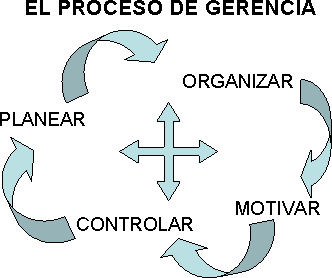 EL PROCESO DE GERENCIA
ORGANIZAR
PLANEAR
MOTIVAR
CONTROLAR